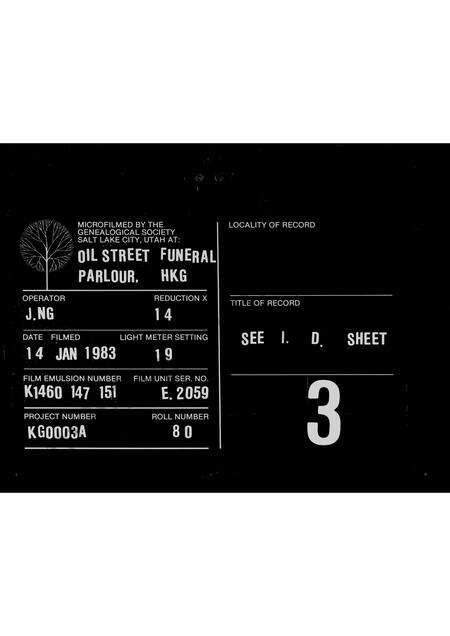 MICROFILMED BY THE
GENEALOGICAL SOCIETY
SALT LAKE CITY, UTAH AT:
OIL STREET FUNERAL
PARLOUR. HKG
OPERATOR REDUCTION X
J.NG 14
DATE FILMED LIGHT METER SETTING
14 JAN 1983 19
FILM EMULSION NUMBER FILM UNIT SER. NO.
K1460 147 151 E. 2059
PROJECT NUMBER ROLL NUMBER
KG0003A 80
LOCALITY OF RECORD
TITLE OF RECORD
SEE I. D. SHEET
3